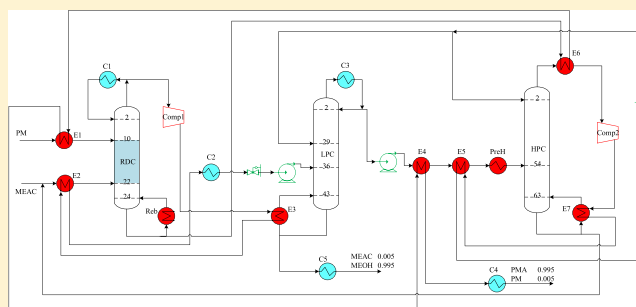 E6
C1
C3
2
Comp1
2
2
Comp2
PM
E1
10
C2
29
E4
E5
PreH
HPC
RDC
LPC
36
54
MEAC
E2
22
24
Reb
43
63
E3
E7
C5
MEAC 0.005
MEOH 0.995
C4
PMA 0.995
PM 0.005